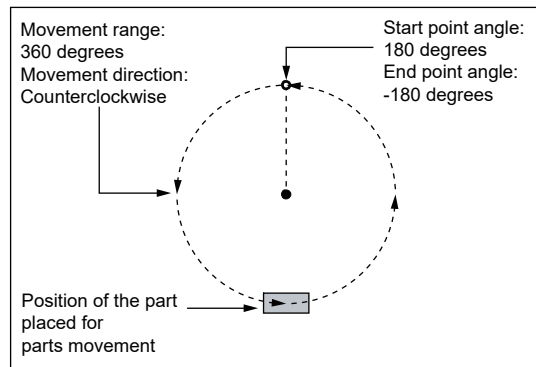 Movement range:
360 degrees
Movement direction:
Counterclockwise
Start point angle:
180 degrees
End point angle:
-180 degrees
Position of the part
placed for
parts movement